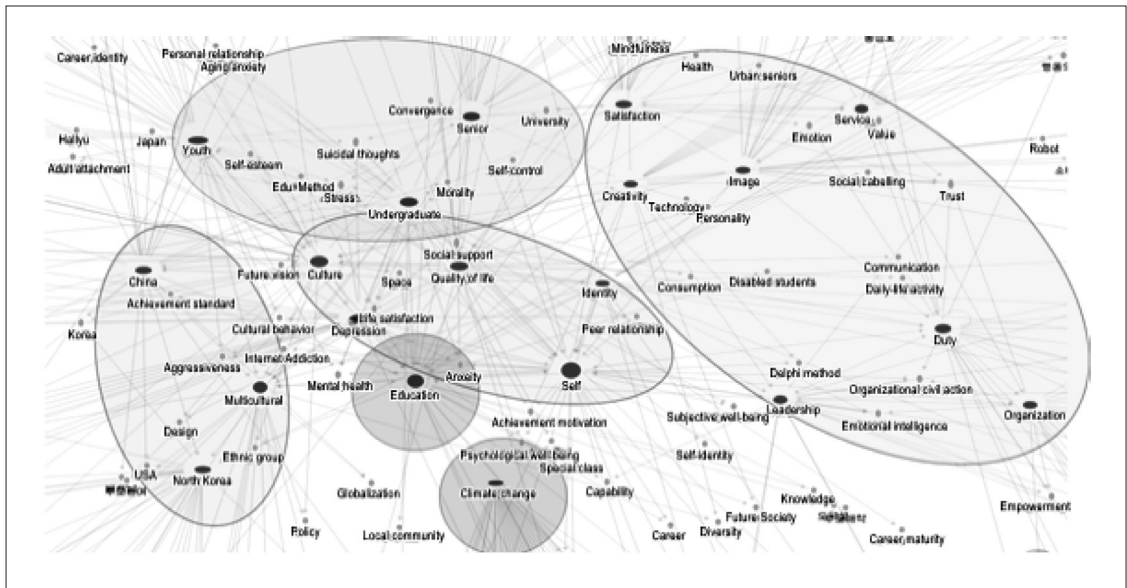 Mindfulness
Career identity
Personal relationship
Aging anxiety
Health
Urban seniors
Convergence
Senior
University
Satisfaction
Service
Value
Emotion
Hallyu
Japan
Youth
Suicidal thoughts
Robot
Adult attachment
Self-esteem
Self-control
Image
Social Labelling
Edu Method
Stress
Morality
Creativity
Technology
Personality
Trust
Undergraduate
Social support
China
Future vision
Culture
Space
Quality of life
Communication
Achievement standard
Identity
Consumption
Disabled students
Daily-life activity
Korea
Cultural behavior
Life satisfaction
Depression
Peer relationship
Duty
Aggressiveness
Internet Addiction
Mental health
Anxeity
Self
Delphi method
Multicultural
Education
Organizational civil action
Subjective well-being
Leadership
Organization
Design
Achievement motivation
Emotional intelligence
Ethnic group
Psychological well-being
Special class
Self-identity
USA
North Korea
Globalization
Climate change
Capability
Knowledge
Empowerment
Policy
Local community
Career
Diversity
Future Society
Career maturity